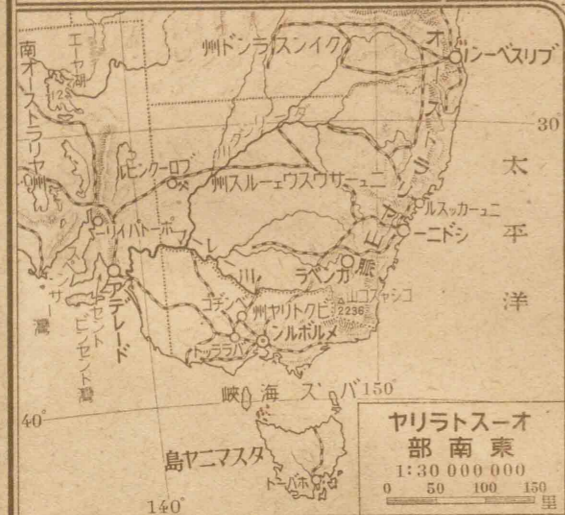 クインスランド州
ブリスベーン
エーヤ湖
12
南オーストラリヤ州
30
太平洋
ブロークンヒル
ニューサウスウェールス州
ニューカッスル
シドニー
山脈
川
カンベラ
コシャスコ山
2236
アデレード
セントビンセント湾
ビクトリヤ州
ベンヂゴ
バララット
メルボルン
バス海峡
150°
40°
タスマニヤ島
ホバート
140°
オーストラリヤ
東南部
1:30 000 000
0 50 100 150
里